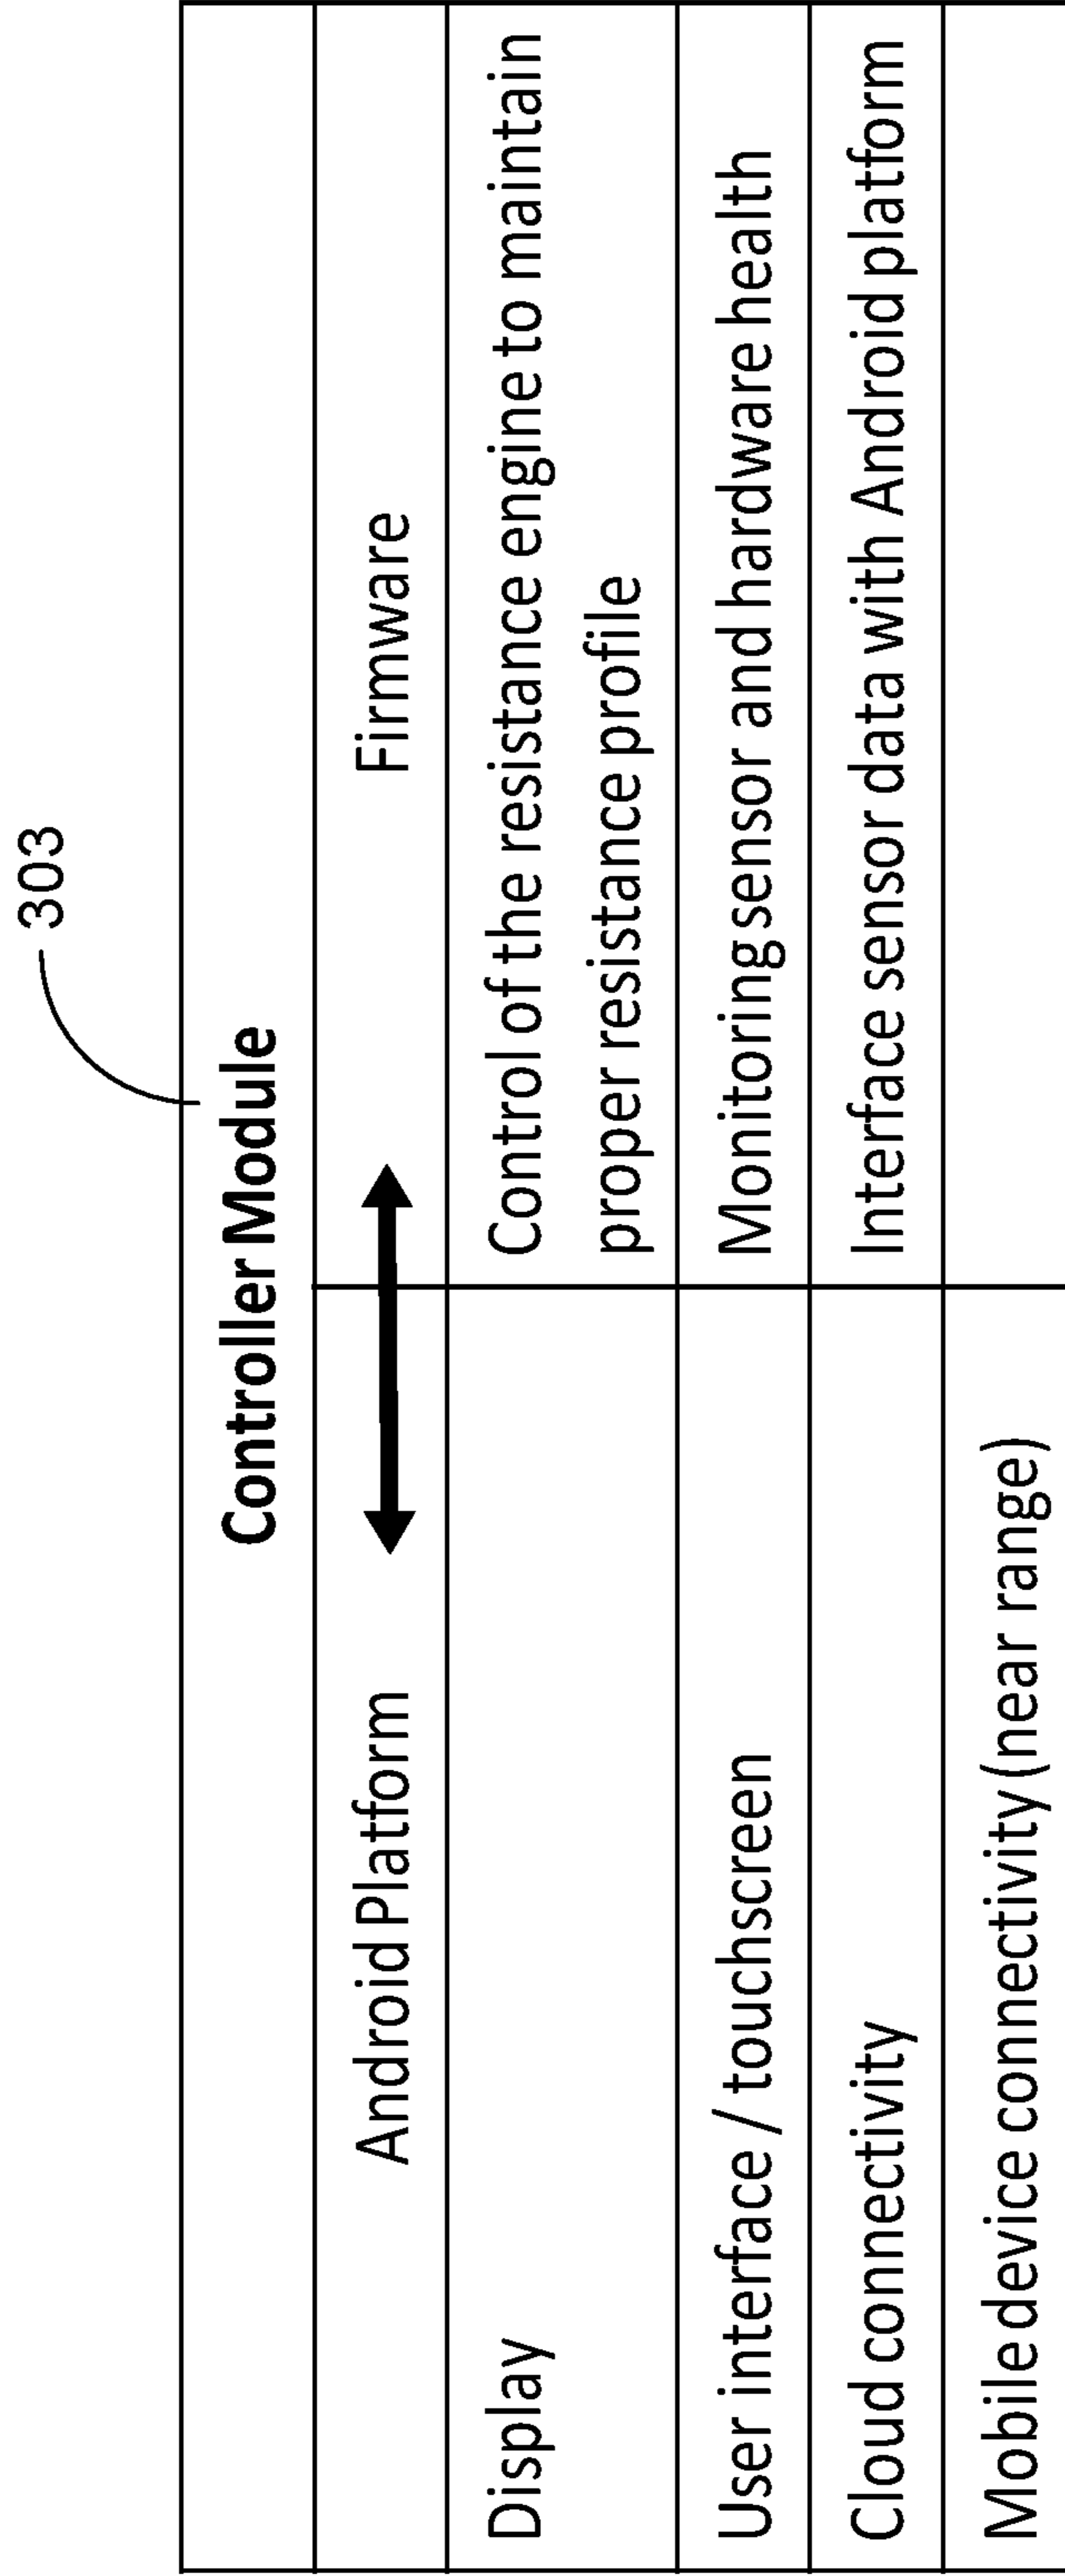 303
Controller Module
Android Platform
Firmware
Display
Control of the resistance engine to maintain
proper resistance profile
User interface / touchscreen
Monitoring sensor and hardware health
Cloud connectivity
Interface sensor data with Android platform
Mobile device connectivity (near range)